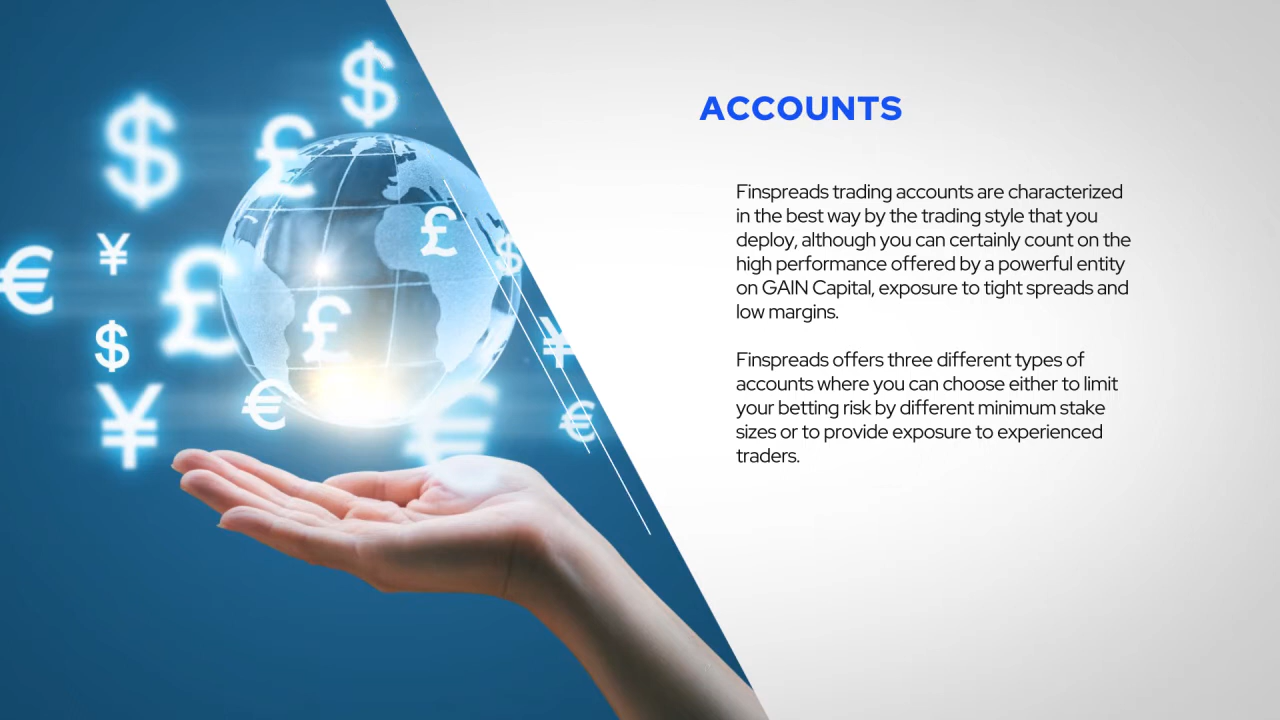 ACCOUNTS
Finspreads trading accounts are characterized
in the best way by the trading style that you
deploy, although you can certainly count on the
high performance offered by a powerful entity
on GAIN Capital, exposure to tight spreads and
low margins.
Finspreads offers three different types of
accounts where you can choose either to limit
your betting risk by different minimum stake
sizes or to provide exposure to experienced
traders.